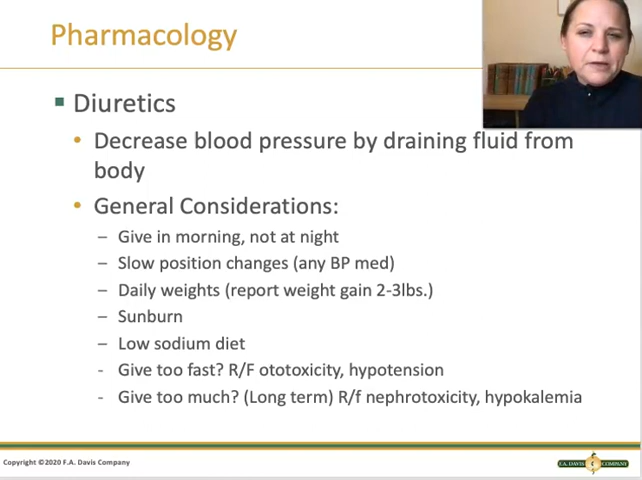 Pharmacology
Diuretics
Decrease blood pressure by draining fluid from
body
General Considerations:
– Give in morning, not at night
– Slow position changes (any BP med)
– Daily weights (report weight gain 2-3lbs.)
– Sunburn
– Low sodium diet
- Give too fast? R/F ototoxicity, hypotension
- Give too much? (Long term) R/f nephrotoxicity, hypokalemia
Copyright ©2020 F.A. Davis Company
F.A. DAVIS COMPANY